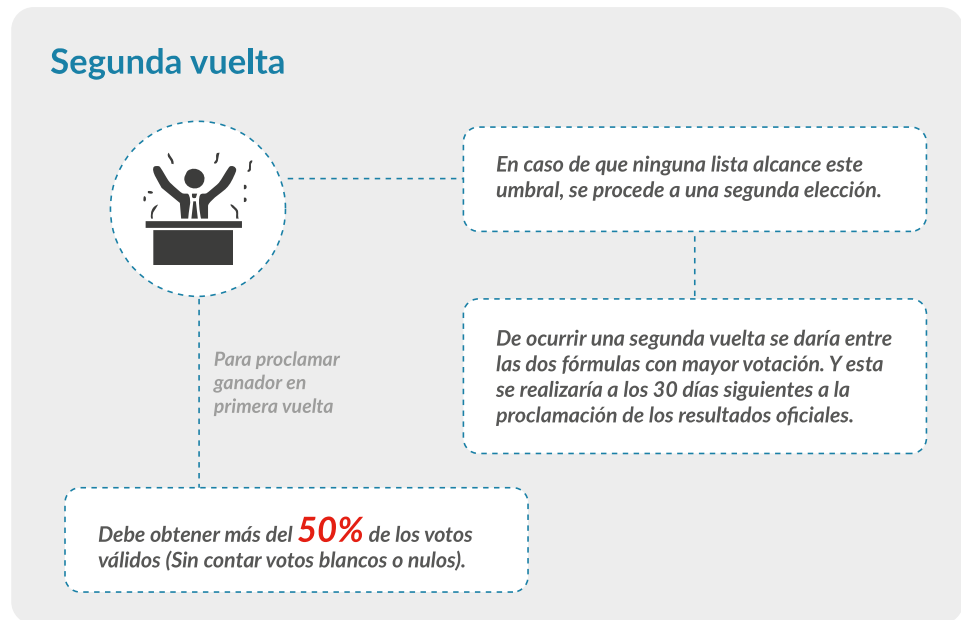 Segunda vuelta
En caso de que ninguna lista alcance este
umbral, se procede a una segunda elección.
De ocurrir una segunda vuelta se daría entre
las dos fórmulas con mayor votación. Y esta
se realizaría a los 30 días siguientes a la
proclamación de los resultados oficiales.
Para proclamar
ganador en
primera vuelta
Debe obtener más del 50% de los votos
válidos (Sin contar votos blancos o nulos).